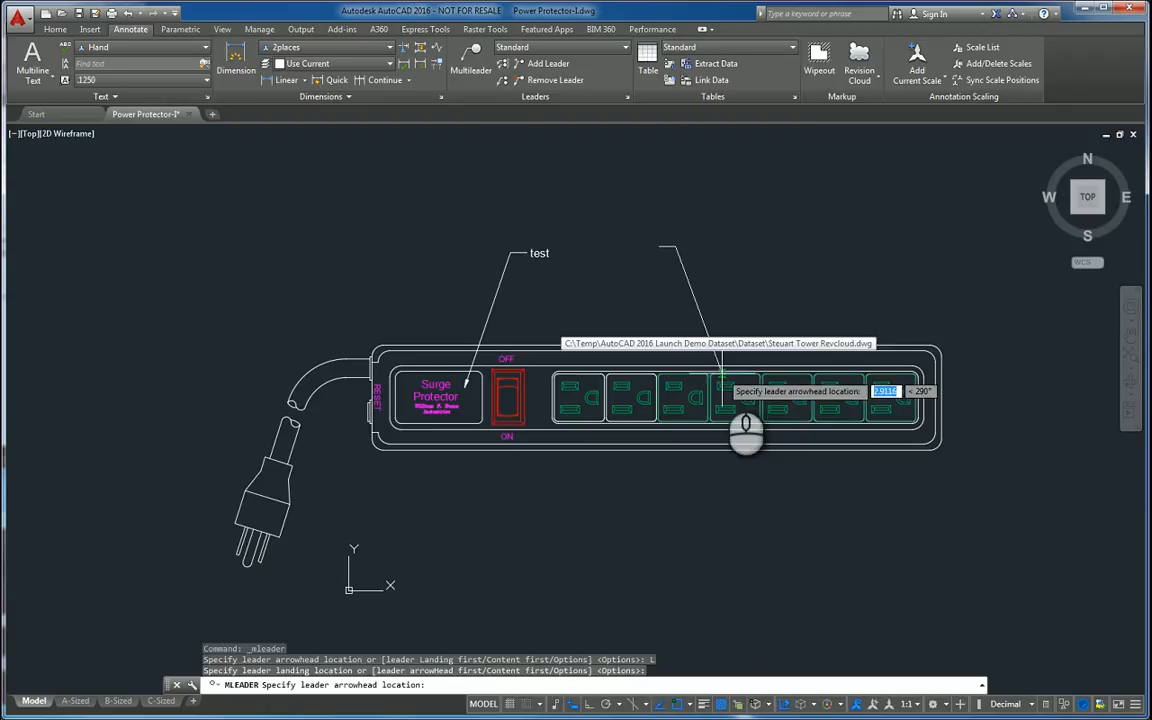 Autodesk AutoCAD 2016 - NOT FOR RESALE Power Protector-I.dwg
Type a keyword or phrase
Sign In
Home Insert Annotate Parametric View Manage Output Add-ins A360 Express Tools Featured Apps BIM 360 Raster Tools Performance
A
Multiline
Text
Hand
Find text
.1250
Text
Dimension
2places
Use Current
Linear Quick Continue
Dimensions
Multileader
Standard
Add Leader
Remove Leader
Leaders
Table
Standard
Extract Data
Link Data
Tables
Wipeout
Revision
Cloud
Markup
Add
Current Scale
Scale List
Add/Delete Scales
Sync Scale Positions
Annotation Scaling
Start
Power Protector-I*
[−][Top][2D Wireframe]
N
W TOP E
S
WCS
test
C:\Temp\AutoCAD 2016 Launch Demo Dataset\Dataset\Steuart Tower Revcloud.dwg
OFF
RESET
Surge
Protector
Specify leader arrowhead location: 2.9116 < 290°
ON
Y
X
Command: _mleader
Specify leader arrowhead location or [leader Landing first/Content first/Options] <Options>: L
Specify leader landing location or [leader arrowHead first/Content first/Options] <Options>:
MLEADER Specify leader arrowhead location:
Model A-Sized B-Sized C-Sized
MODEL
1:1
Decimal